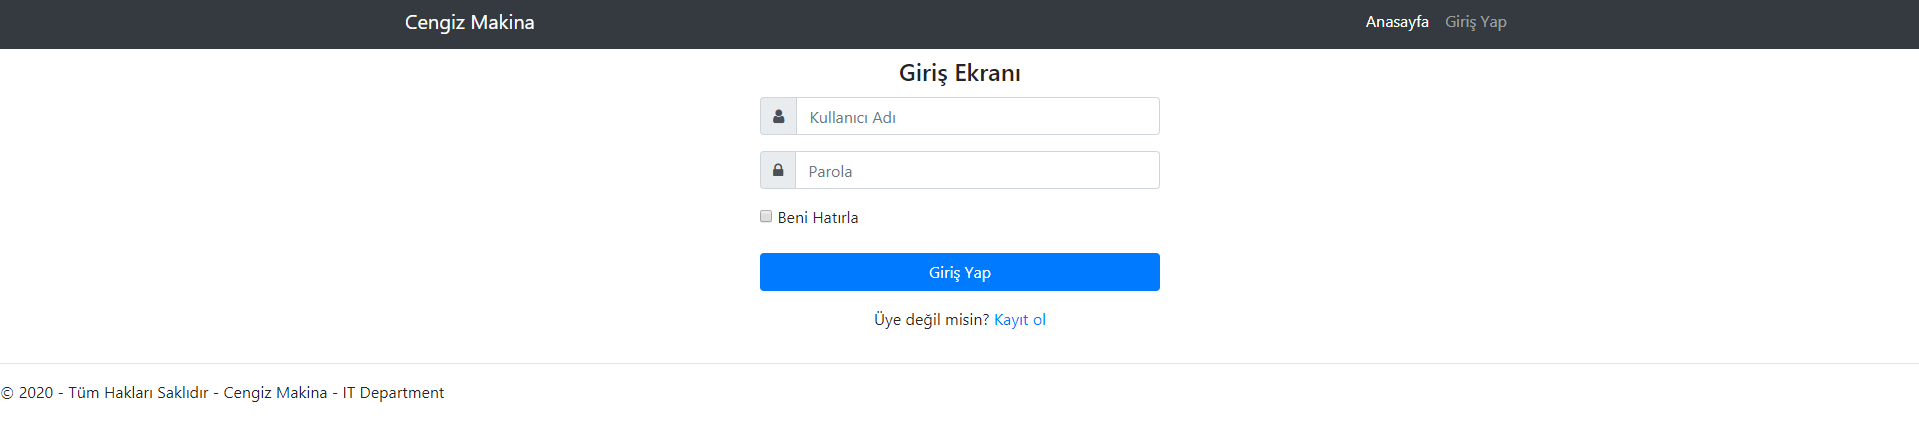 Cengiz Makina Anasayfa Giriş Yap
Giriş Ekranı
Kullanıcı Adı
Parola
Beni Hatırla
Giriş Yap
Üye değil misin? Kayıt ol
© 2020 - Tüm Hakları Saklıdır - Cengiz Makina - IT Department